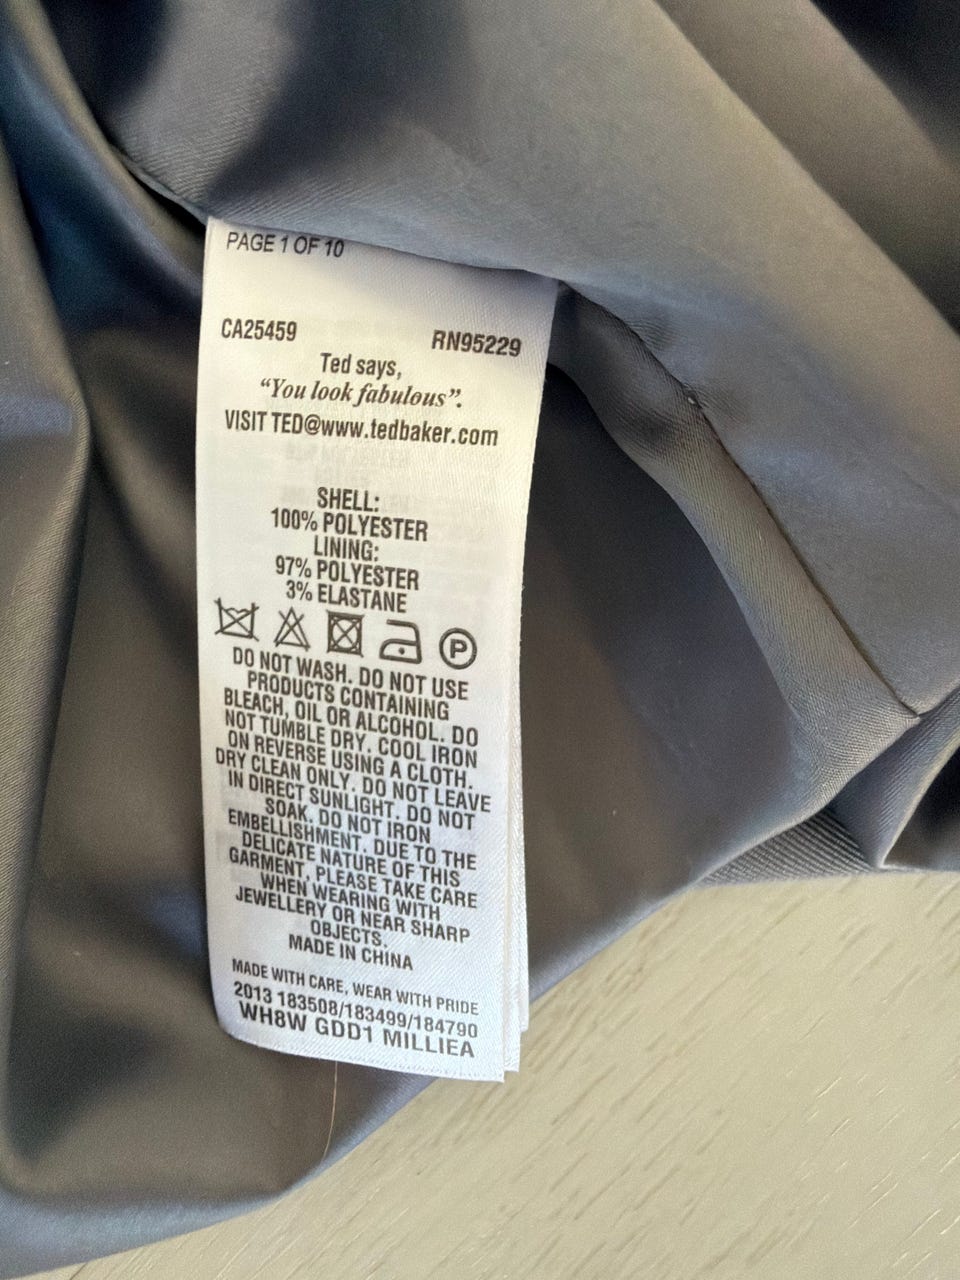 PAGE 1 OF 10
CA25459 RN95229
Ted says,
“You look fabulous”.
VISIT TED@www.tedbaker.com
SHELL:
100% POLYESTER
LINING:
97% POLYESTER
3% ELASTANE
P
DO NOT WASH. DO NOT USE
PRODUCTS CONTAINING
BLEACH, OIL OR ALCOHOL. DO
NOT TUMBLE DRY. COOL IRON
ON REVERSE USING A CLOTH.
DRY CLEAN ONLY. DO NOT LEAVE
IN DIRECT SUNLIGHT. DO NOT
SOAK. DO NOT IRON
EMBELLISHMENT. DUE TO THE
DELICATE NATURE OF THIS
GARMENT, PLEASE TAKE CARE
WHEN WEARING WITH
JEWELLERY OR NEAR SHARP
OBJECTS.
MADE IN CHINA
MADE WITH CARE, WEAR WITH PRIDE
2013 183508/183499/184790
WH8W GDD1 MILLIEA